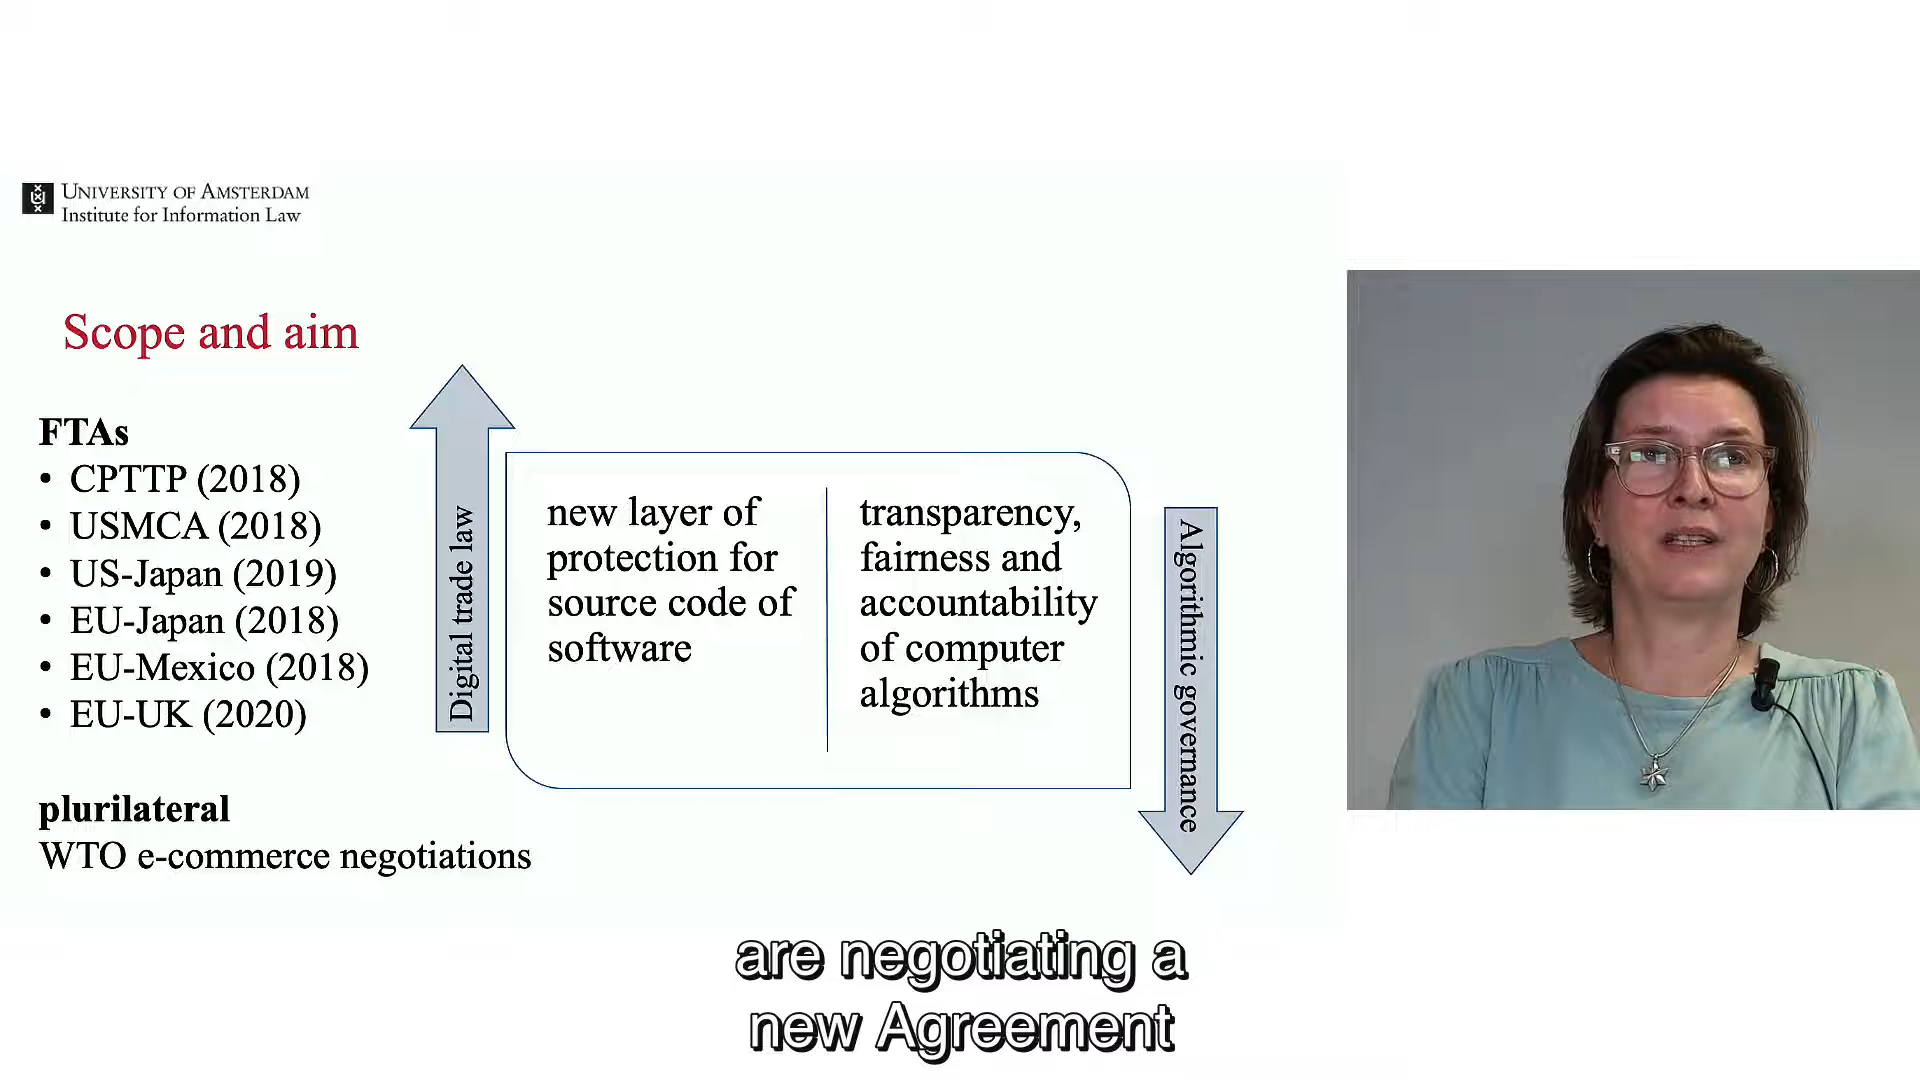 UNIVERSITY OF AMSTERDAM
Institute for Information Law
Scope and aim
FTAs
• CPTTP (2018)
• USMCA (2018)
• US-Japan (2019)
• EU-Japan (2018)
• EU-Mexico (2018)
• EU-UK (2020)
plurilateral
WTO e-commerce negotiations
Digital trade law
new layer of
protection for
source code of
software
transparency,
fairness and
accountability
of computer
algorithms
Algorithmic governance
are negotiating a
new Agreement